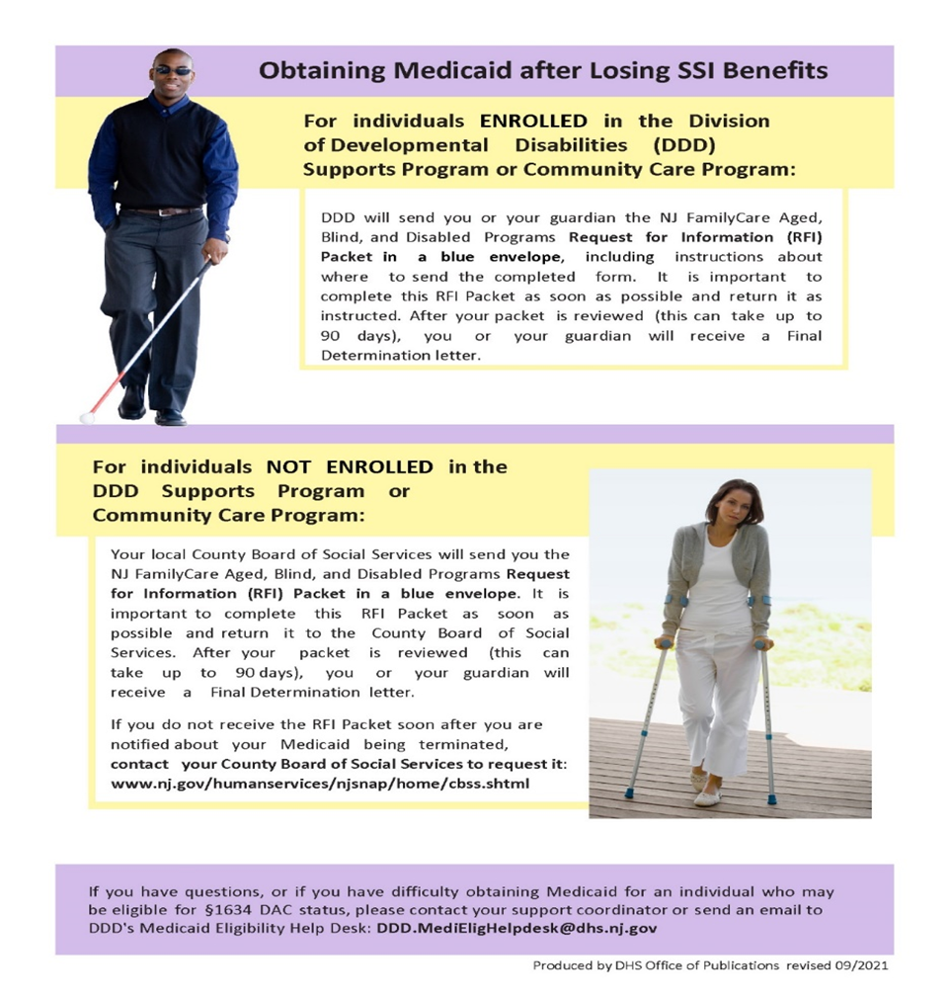 Obtaining Medicaid after Losing SSI Benefits
For individuals ENROLLED in the Division
of Developmental Disabilities (DDD)
Supports Program or Community Care Program:
DDD will send you or your guardian the NJ FamilyCare Aged,
Blind, and Disabled Programs Request for Information (RFI)
Packet in a blue envelope, including instructions about
where to send the completed form. It is important to
complete this RFI Packet as soon as possible and return it as
instructed. After your packet is reviewed (this can take up to
90 days), you or your guardian will receive a Final
Determination letter.
For individuals NOT ENROLLED in the
DDD Supports Program or
Community Care Program:
Your local County Board of Social Services will send you the
NJ FamilyCare Aged, Blind, and Disabled Programs Request
for Information (RFI) Packet in a blue envelope. It is
important to complete this RFI Packet as soon as
possible and return it to the County Board of Social
Services. After your packet is reviewed (this can
take up to 90 days), you or your guardian will
receive a Final Determination letter.
If you do not receive the RFI Packet soon after you are
notified about your Medicaid being terminated,
contact your County Board of Social Services to request it:
www.nj.gov/humanservices/njsnap/home/cbss.shtml
If you have questions, or if you have difficulty obtaining Medicaid for an individual who may
be eligible for §1634 DAC status, please contact your support coordinator or send an email to
DDD's Medicaid Eligibility Help Desk: DDD.MediEligHelpdesk@dhs.nj.gov
Produced by DHS Office of Publications revised 09/2021